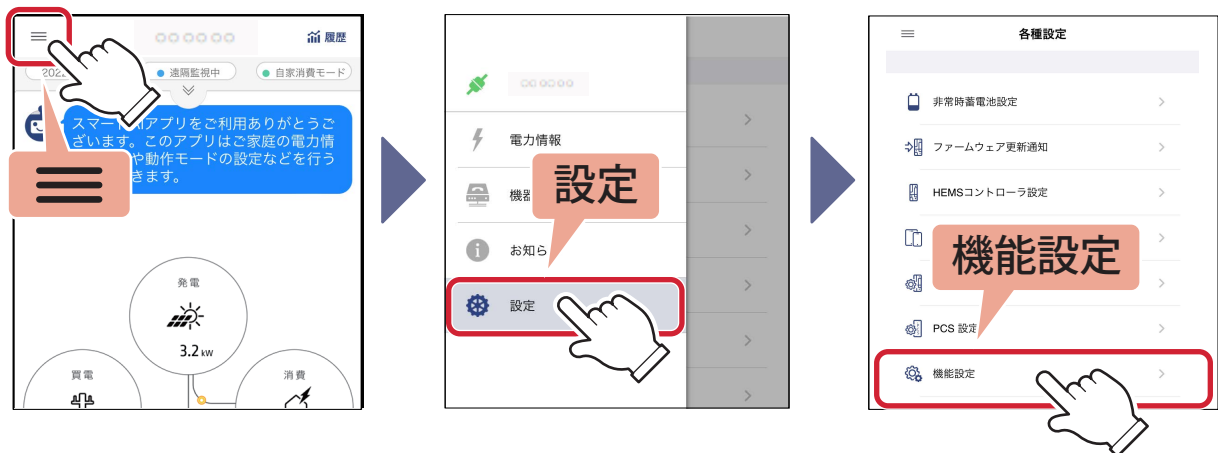 履歴
遠隔監視中
自家消費モード
スマート
アプリをご利用ありがとうご
ざいます。このアプリはご家庭の電力情
や動作モードの設定などを行う
きます。
発電
3.2 kw
買電
消費
電力情報
機器
設定
お知ら
設定
各種設定
非常時蓄電池設定
ファームウェア更新通知
HEMSコントローラ設定
機能設定
PCS 設定
機能設定